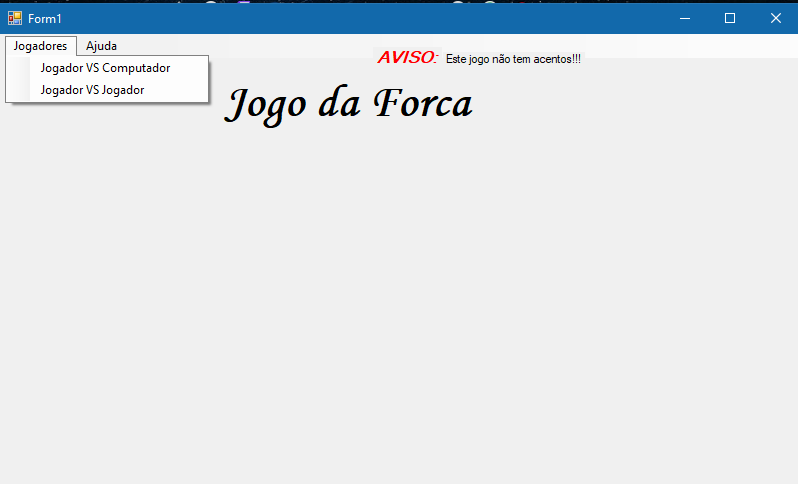 Form1
Jogadores Ajuda
AVISO: Este jogo não tem acentos!!!
Jogador VS Computador
Jogador VS Jogador
Jogo da Forca